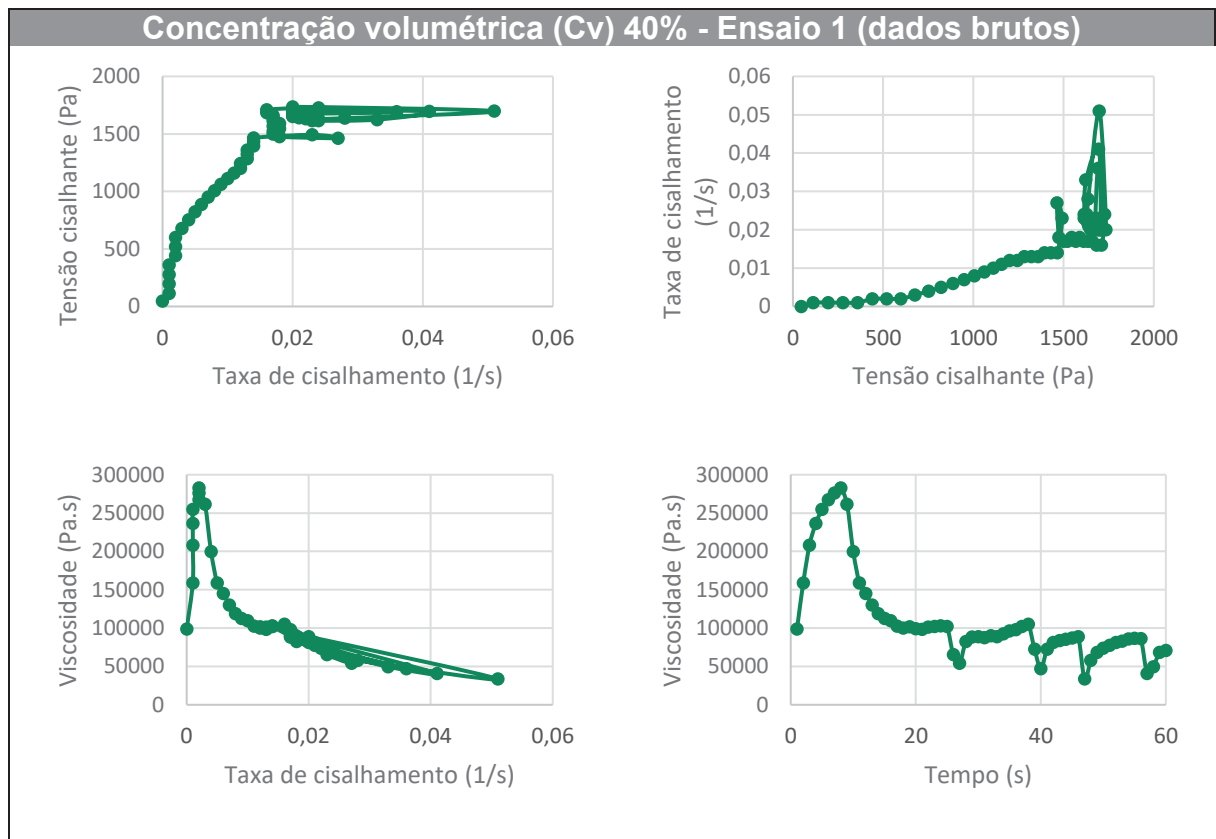 Concentração volumétrica (Cv) 40% - Ensaio 1 (dados brutos)
Tensão cisalhante (Pa)
2000
1500
1000
500
0
0 0,02 0,04 0,06
Taxa de cisalhamento (1/s)
Taxa de cisalhamento
(1/s)
0,06
0,05
0,04
0,03
0,02
0,01
0
0 500 1000 1500 2000
Tensão cisalhante (Pa)
Viscosidade (Pa.s)
300000
250000
200000
150000
100000
50000
0
0 0,02 0,04 0,06
Taxa de cisalhamento (1/s)
Viscosidade (Pa.s)
300000
250000
200000
150000
100000
50000
0
0 20 40 60
Tempo (s)